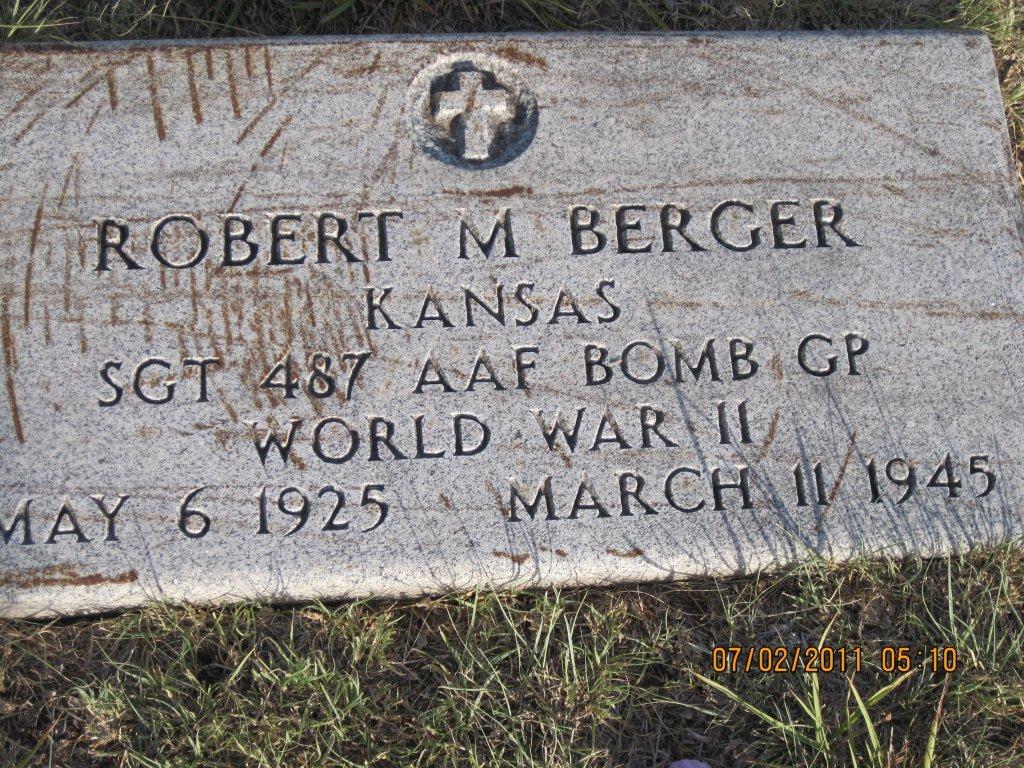 ROBERT M BERGER
KANSAS
SGT 487 AAF BOMB GP
WORLD WAR II
MAY 6 1925 MARCH 11 1945
07/02/2011 05:10